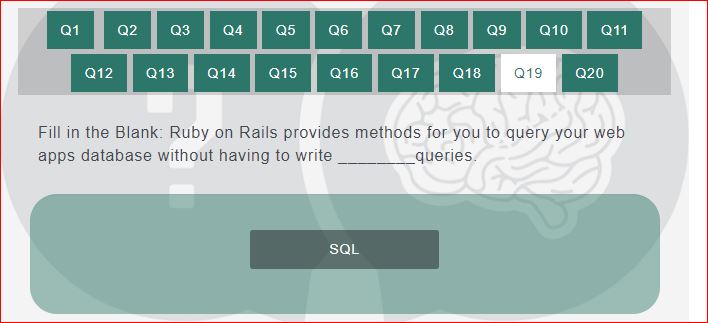 Q1 Q2 Q3 Q4 Q5 Q6 Q7 Q8 Q9 Q10 Q11
Q12 Q13 Q14 Q15 Q16 Q17 Q18 Q19 Q20
Fill in the Blank: Ruby on Rails provides methods for you to query your web
apps database without having to write ________queries.
SQL